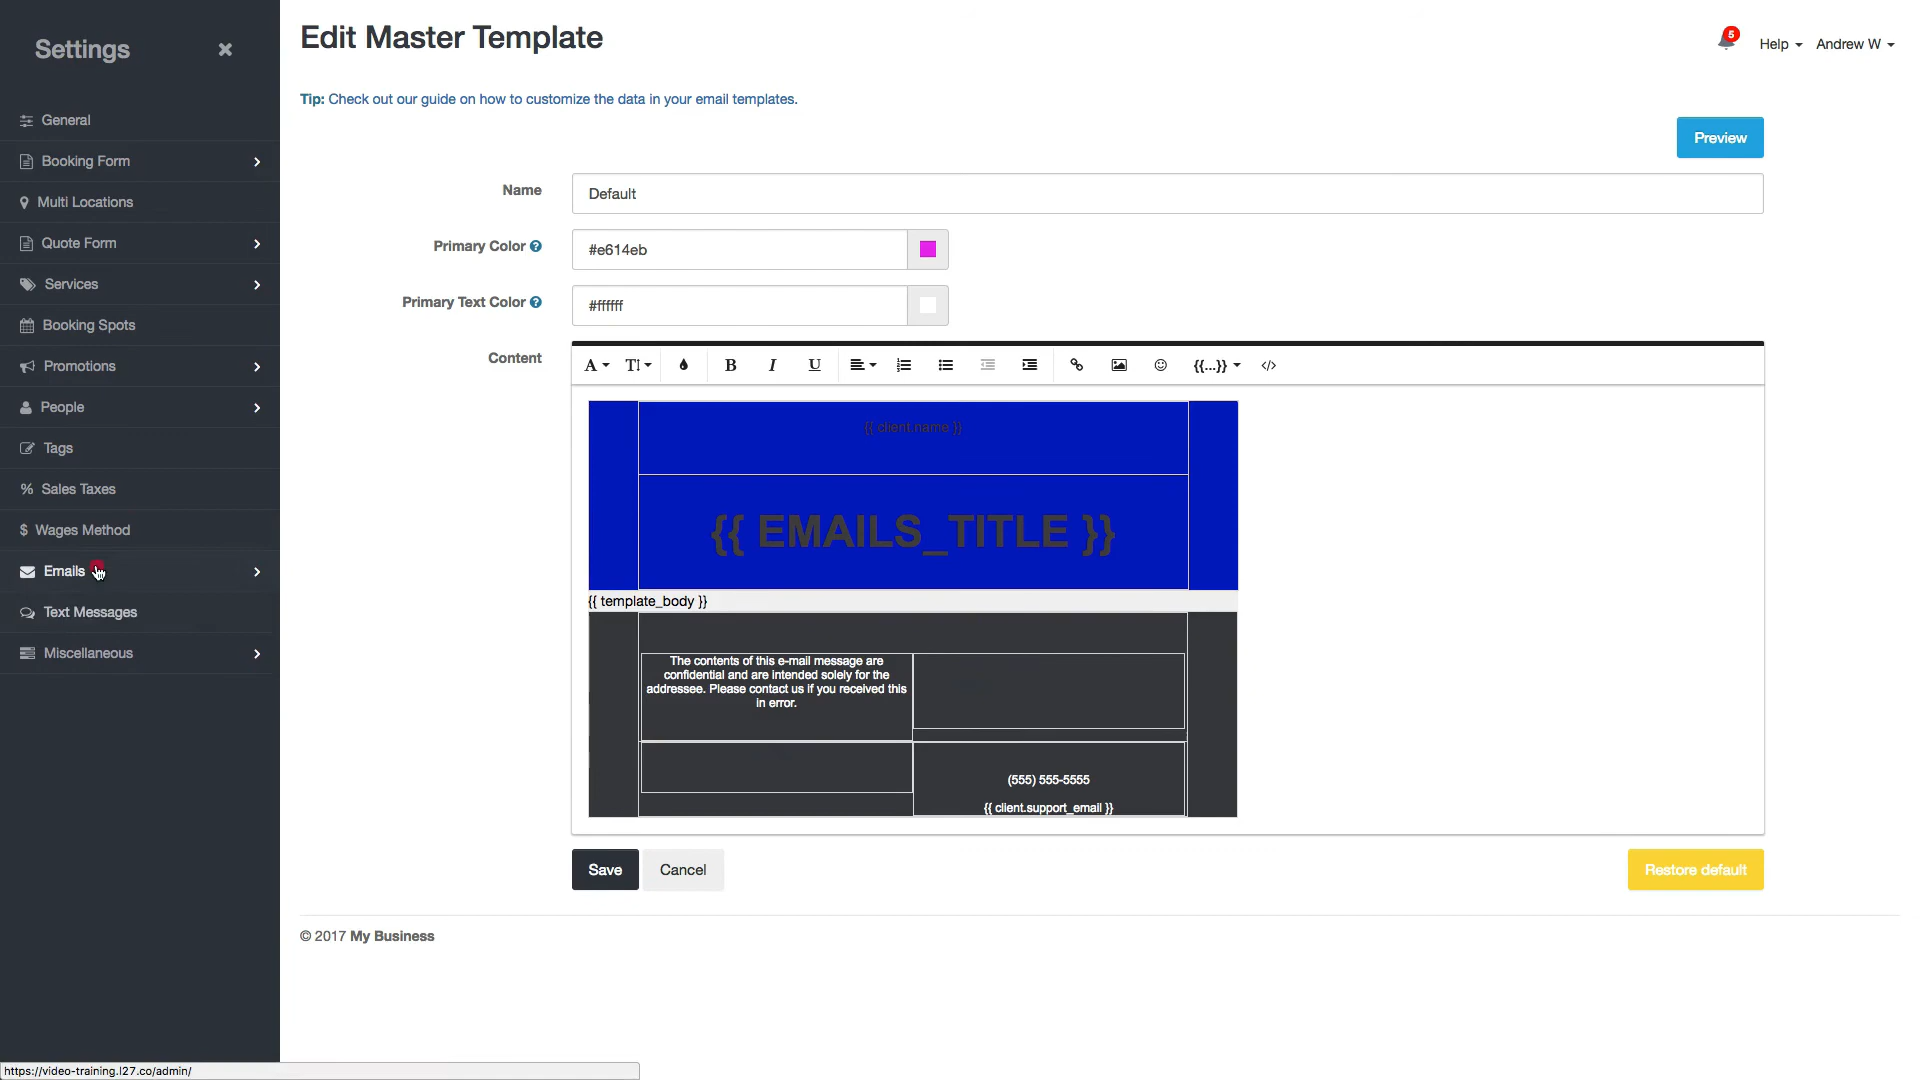 Settings
General
Booking Form
Multi Locations
Quote Form
Services
Booking Spots
Promotions
People
Tags
% Sales Taxes
$ Wages Method
Emails
Text Messages
Miscellaneous
Edit Master Template
5
Help
Andrew W
Tip: Check out our guide on how to customize the data in your email templates.
Preview
Name
Default
Primary Color ?
#e614eb
Primary Text Color ?
#ffffff
Content
A TI B I U {{...}} </>
{{ client.name }}
{{ EMAILS_TITLE }}
{{ template_body }}
The contents of this e-mail message are
confidential and are intended solely for the
addressee. Please contact us if you received this
in error.
(555) 555-5555
{{ client.support_email }}
Save
Cancel
Restore default
© 2017 My Business
https://video-training.l27.co/admin/